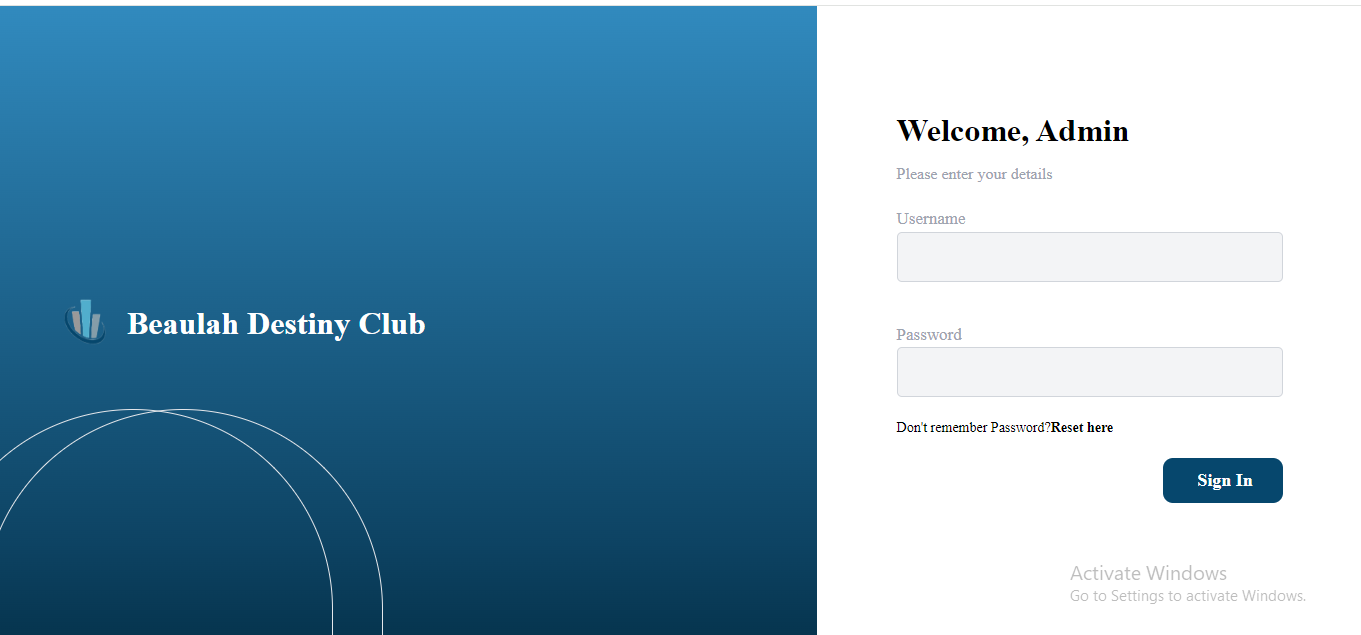 Beaulah Destiny Club
Welcome, Admin
Please enter your details
Username
Password
Don't remember Password?Reset here
Sign In
Activate Windows
Go to Settings to activate Windows.